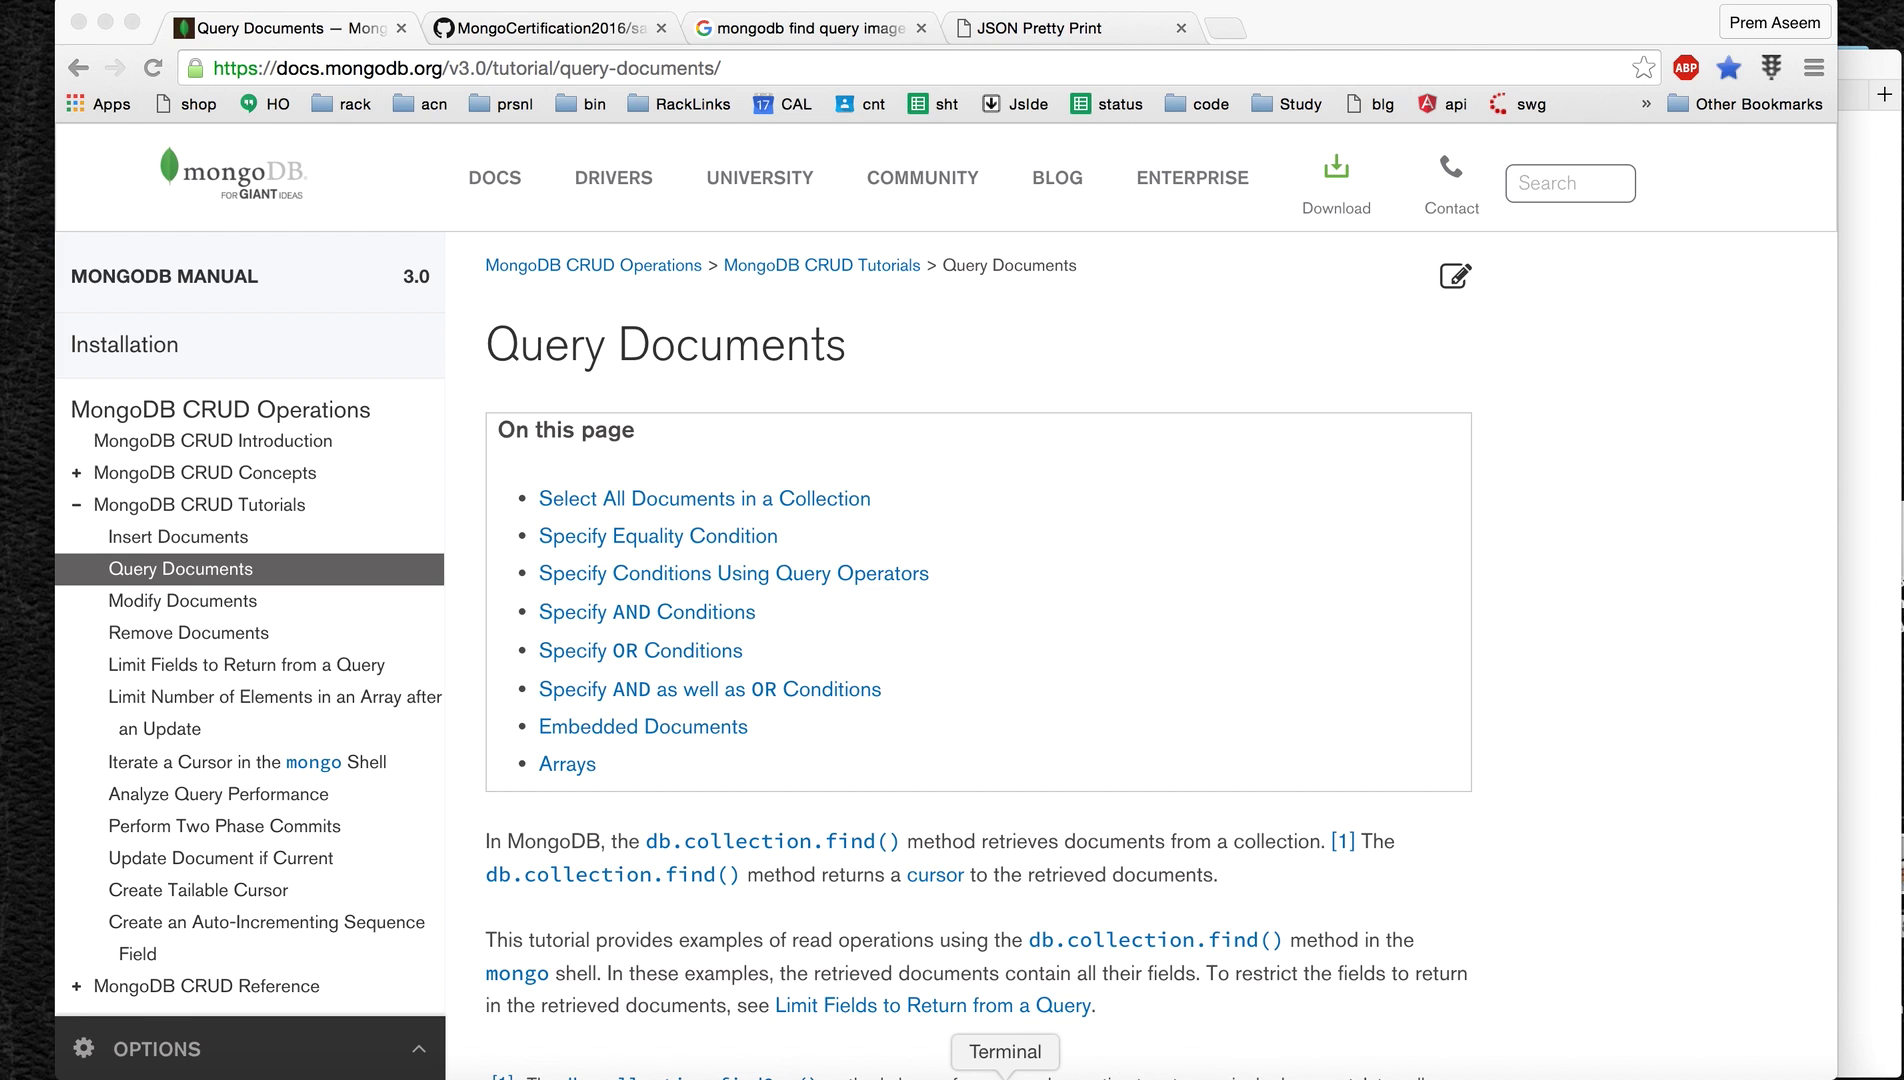 Query Documents — Mong
MongoCertification2016/sa
mongodb find query image
JSON Pretty Print
Prem Aseem
https://docs.mongodb.org/v3.0/tutorial/query-documents/
ABP
Apps shop HO rack acn prsnl bin RackLinks 17 CAL cnt sht JsIde status code Study blg api swg » Other Bookmarks
mongoDB.
FOR GIANT IDEAS
DOCS DRIVERS UNIVERSITY COMMUNITY BLOG ENTERPRISE
Download
Contact
Search
MONGODB MANUAL 3.0
Installation
MongoDB CRUD Operations
MongoDB CRUD Introduction
+ MongoDB CRUD Concepts
– MongoDB CRUD Tutorials
Insert Documents
Query Documents
Modify Documents
Remove Documents
Limit Fields to Return from a Query
Limit Number of Elements in an Array after
an Update
Iterate a Cursor in the mongo Shell
Analyze Query Performance
Perform Two Phase Commits
Update Document if Current
Create Tailable Cursor
Create an Auto-Incrementing Sequence
Field
+ MongoDB CRUD Reference
OPTIONS
MongoDB CRUD Operations > MongoDB CRUD Tutorials > Query Documents
Query Documents
On this page
• Select All Documents in a Collection
• Specify Equality Condition
• Specify Conditions Using Query Operators
• Specify AND Conditions
• Specify OR Conditions
• Specify AND as well as OR Conditions
• Embedded Documents
• Arrays
In MongoDB, the db.collection.find() method retrieves documents from a collection. [1] The
db.collection.find() method returns a cursor to the retrieved documents.
This tutorial provides examples of read operations using the db.collection.find() method in the
mongo shell. In these examples, the retrieved documents contain all their fields. To restrict the fields to return
in the retrieved documents, see Limit Fields to Return from a Query.
Terminal